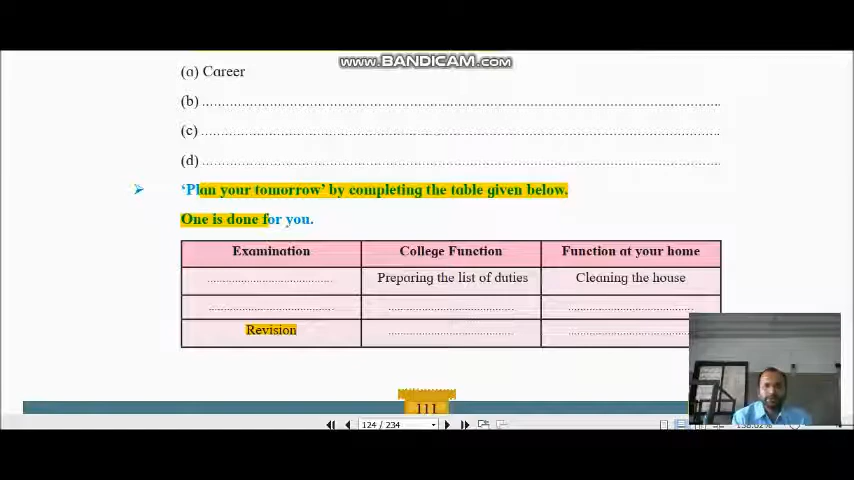 www.BANDICAM.com
(a) Career
(b) ........................................
(c) ........................................
(d) ........................................
➢ 'Plan your tomorrow' by completing the table given below.
One is done for you.
Examination College Function Function at your home
........................ Preparing the list of duties Cleaning the house
........................ ........................ ........................
Revision ........................ ........................
111
124 / 234